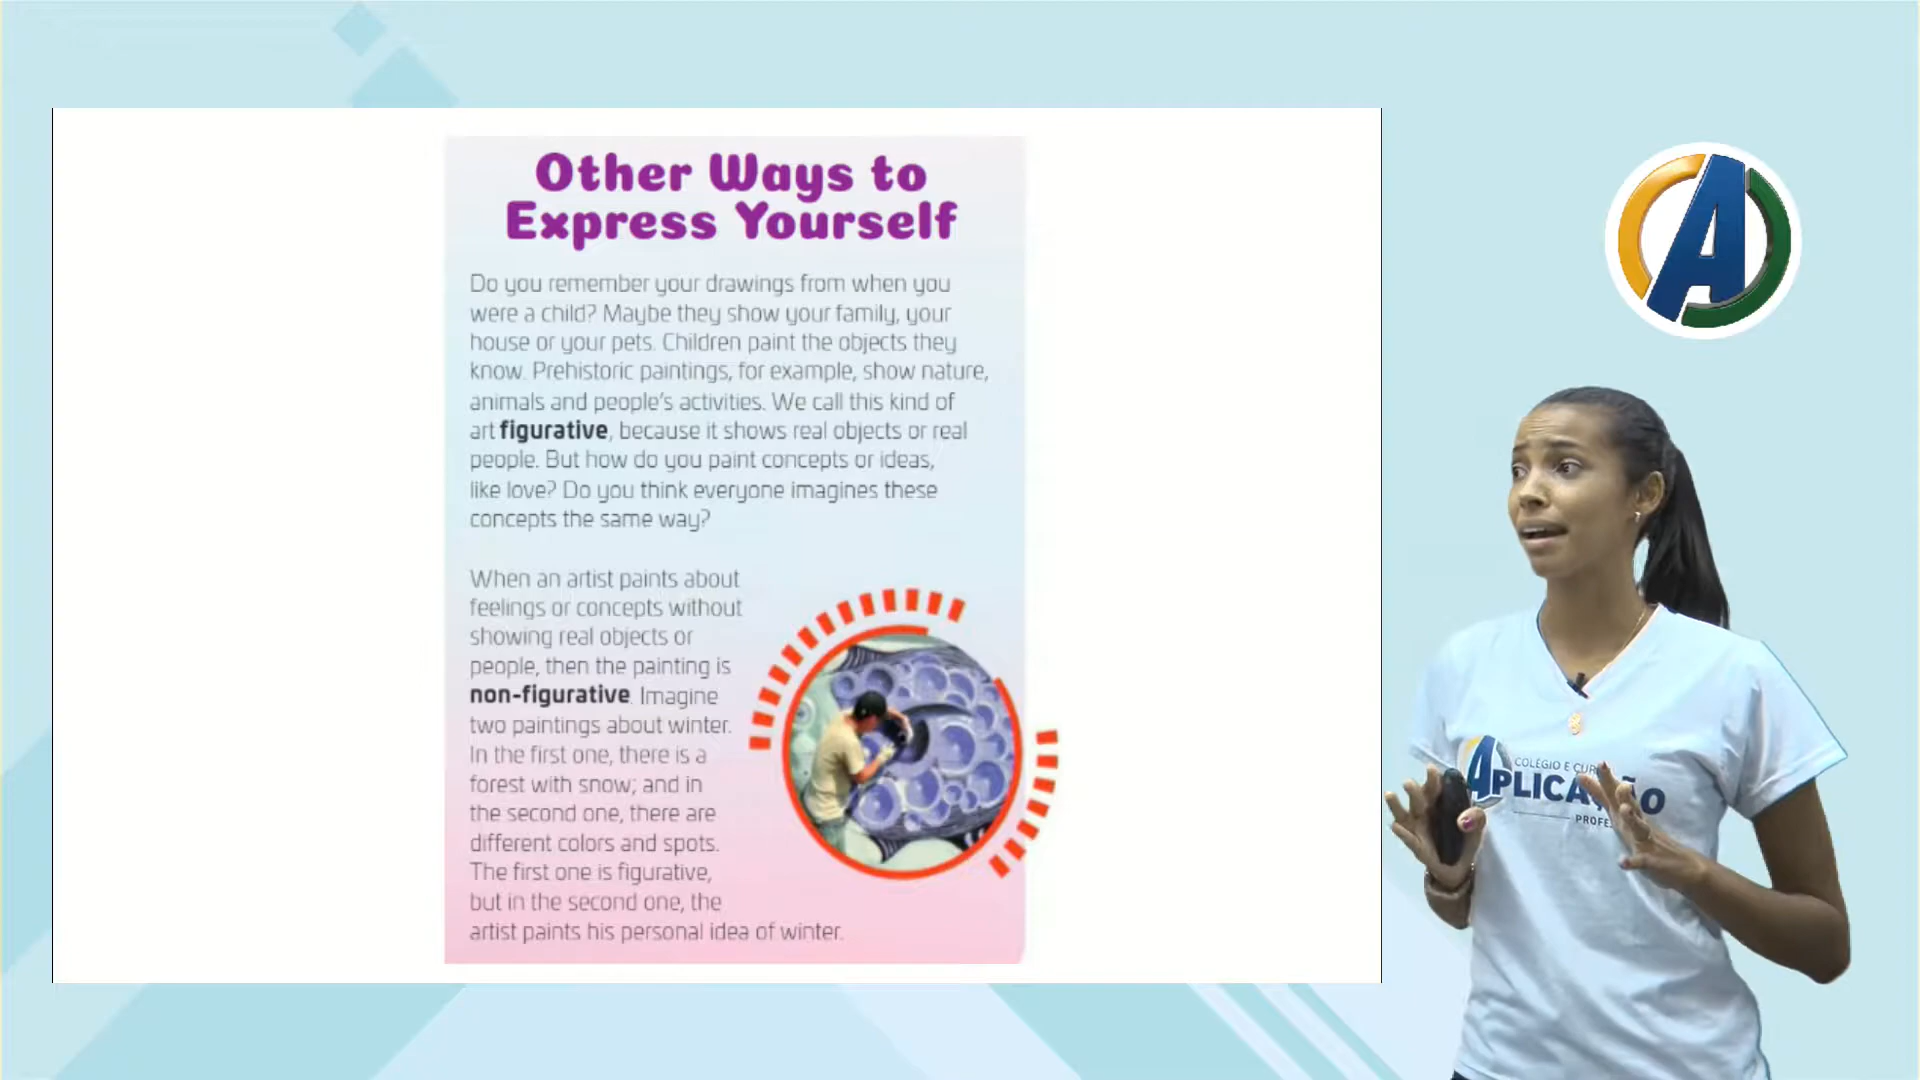 Other Ways to
Express Yourself
Do you remember your drawings from when you
were a child? Maybe they show your family, your
house or your pets. Children paint the objects they
know. Prehistoric paintings, for example, show nature,
animals and people's activities. We call this kind of
art figurative, because it shows real objects or real
people. But how do you paint concepts or ideas,
like love? Do you think everyone imagines these
concepts the same way?
When an artist paints about
feelings or concepts without
showing real objects or
people, then the painting is
non-figurative. Imagine
two paintings about winter.
In the first one, there is a
forest with snow; and in
the second one, there are
different colors and spots.
The first one is figurative,
but in the second one, the
artist paints his personal idea of winter.
A
COLÉGIO E CUR
APLICAÇÃO
PROFE